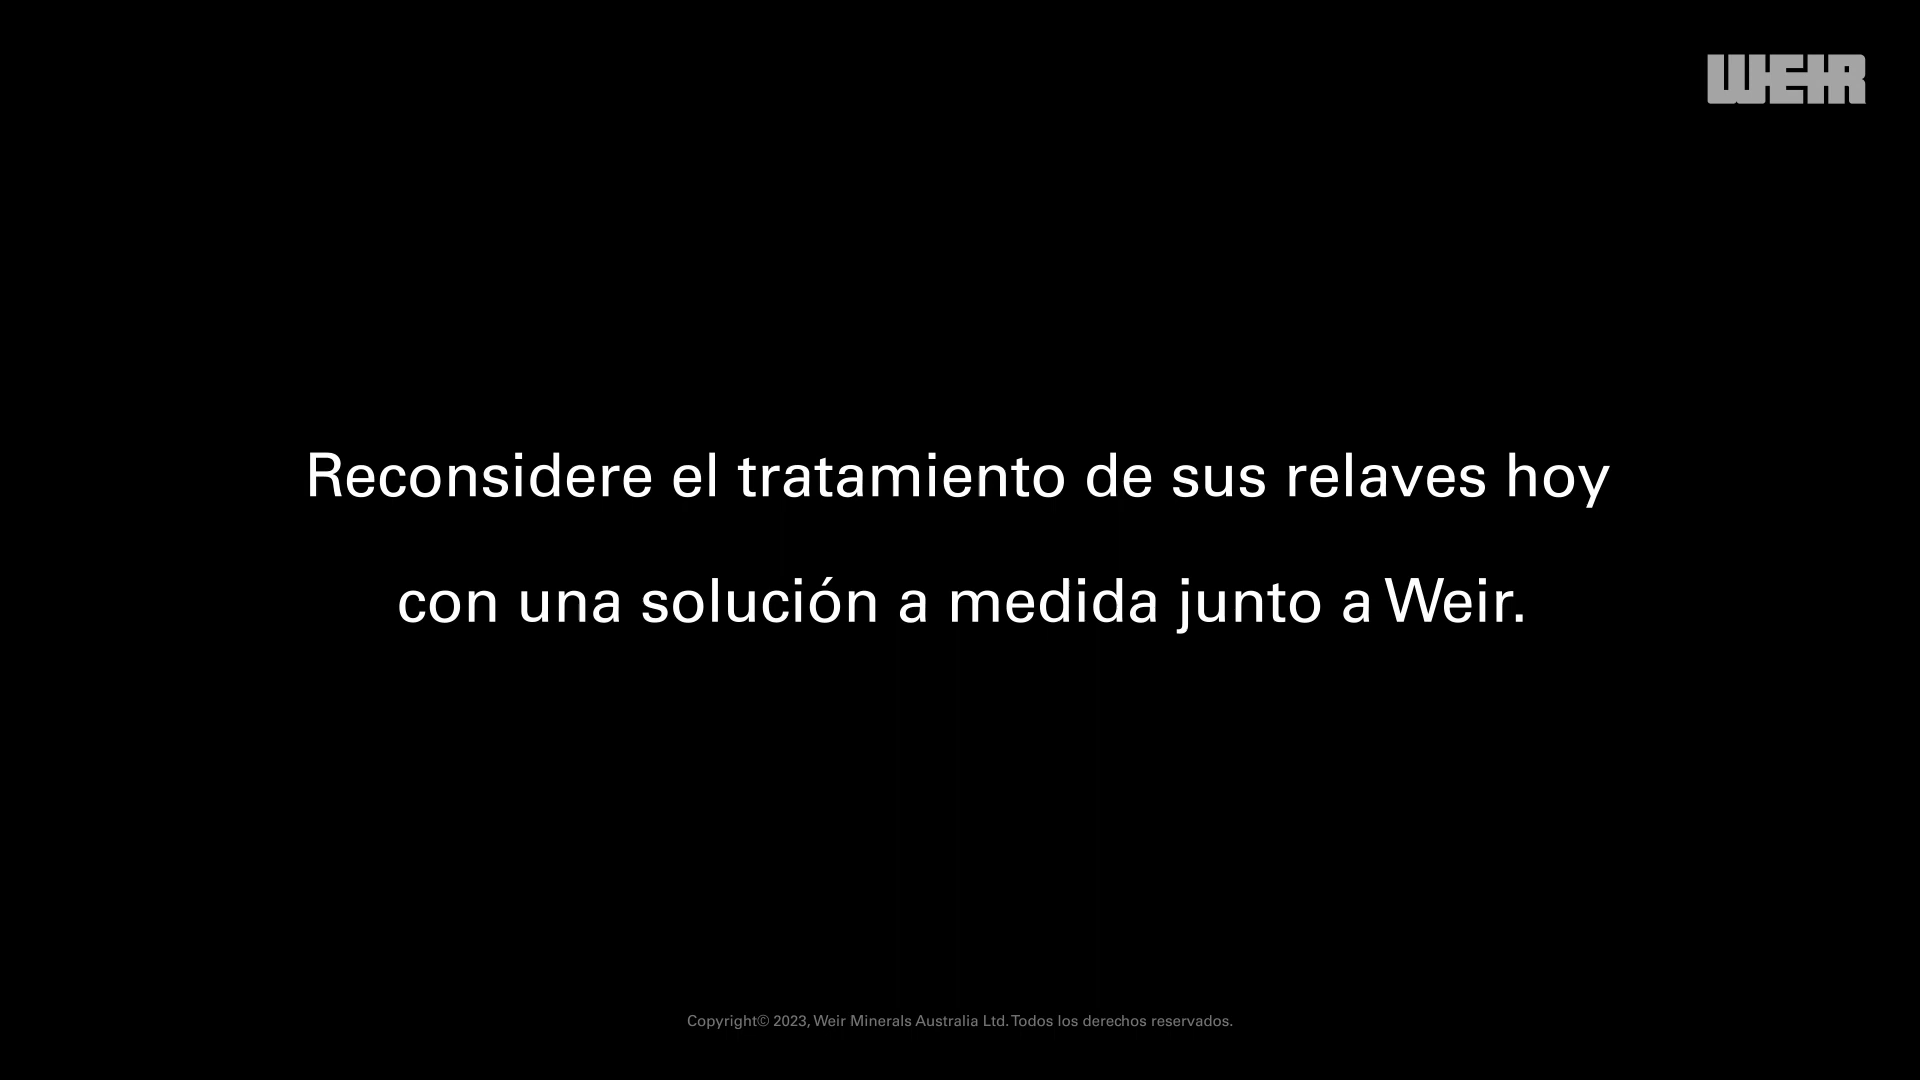 WEIR
Reconsidere el tratamiento de sus relaves hoy
con una solución a medida junto a Weir.
Copyright© 2023, Weir Minerals Australia Ltd. Todos los derechos reservados.